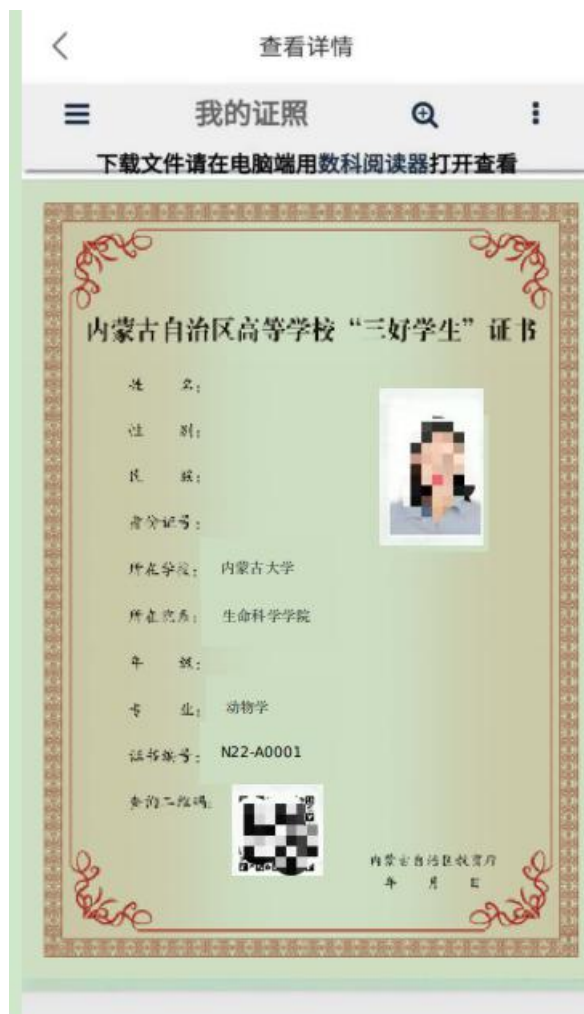 查看详情
我的证照
下载文件请在电脑端用数科阅读器打开查看
内蒙古自治区高等学校“三好学生”证书
姓 名：
性 别：
民 族：
身份证号：
所在学校： 内蒙古大学
所在院系： 生命科学学院
年 级：
专 业： 动物学
证书编号： N22-A0001
查询二维码：
内蒙古自治区教育厅
年 月 日